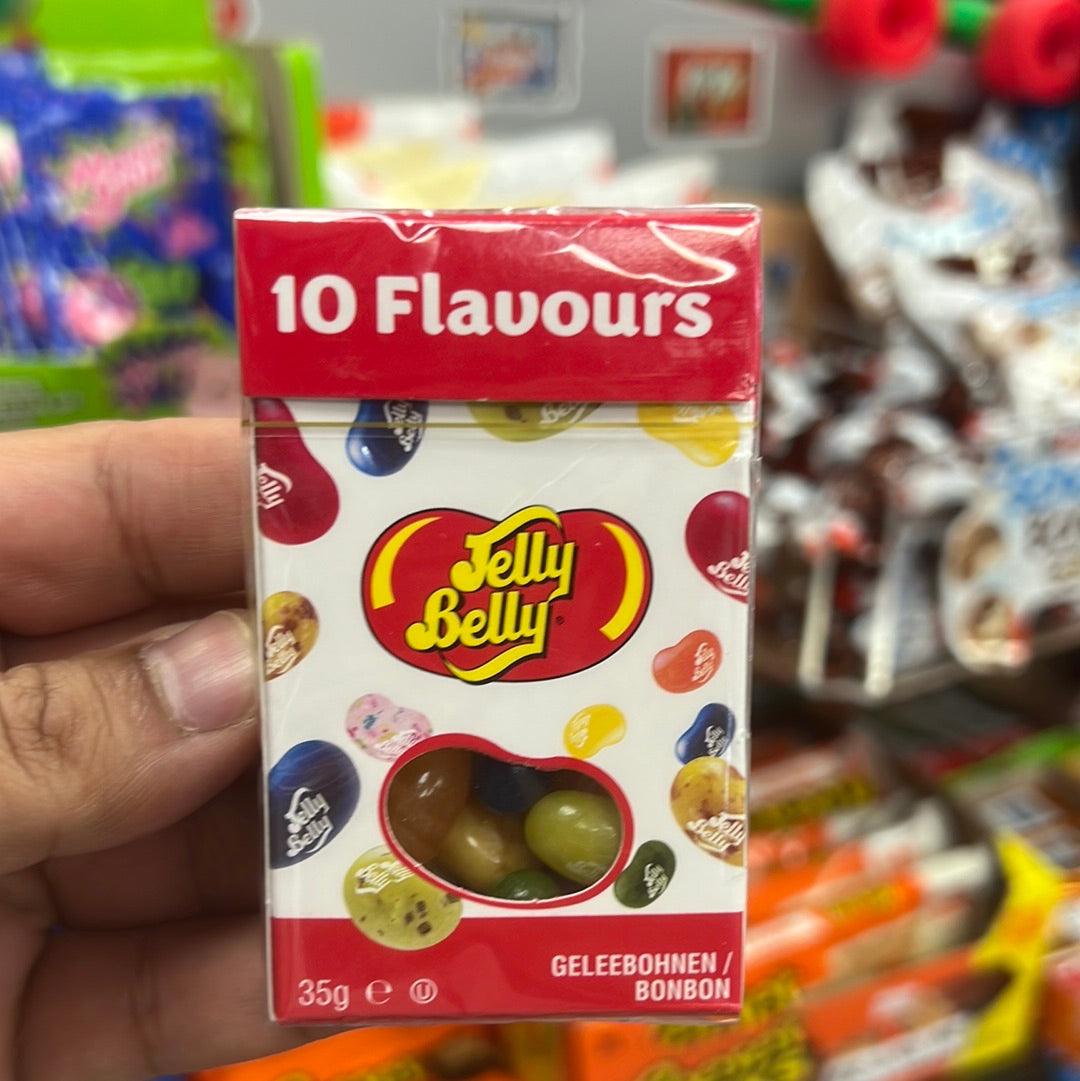 10 Flavours
Jelly
Belly
GELEEBOHNEN /
35g e U BONBON